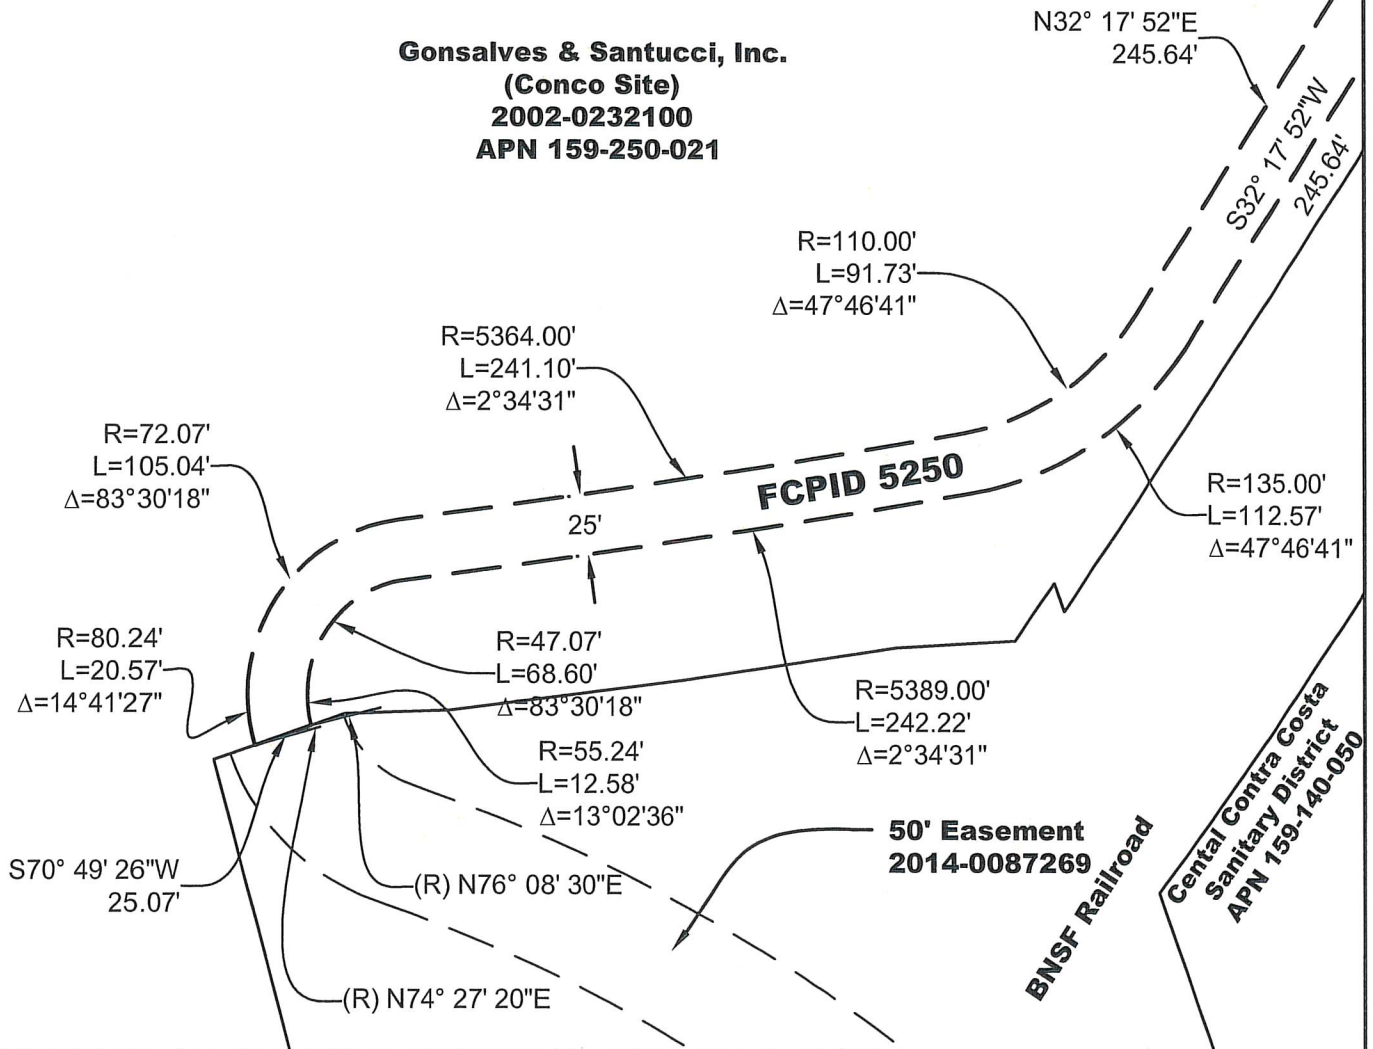 N32° 17' 52"E
245.64'
Gonsalves & Santucci, Inc.
(Conco Site)
2002-0232100
APN 159-250-021
S32° 17' 52"W
245.64'
R=110.00'
L=91.73'
Δ=47°46'41"
R=5364.00'
L=241.10'
Δ=2°34'31"
R=72.07'
L=105.04'
Δ=83°30'18"
FCPID 5250
25'
R=135.00'
L=112.57'
Δ=47°46'41"
R=80.24'
L=20.57'
Δ=14°41'27"
R=47.07'
L=68.60'
Δ=83°30'18"
R=5389.00'
L=242.22'
Δ=2°34'31"
R=55.24'
L=12.58'
Δ=13°02'36"
Cental Contra Costa
Sanitary District
APN 159-140-050
50' Easement
2014-0087269
BNSF Railroad
S70° 49' 26"W
25.07'
(R) N76° 08' 30"E
(R) N74° 27' 20"E